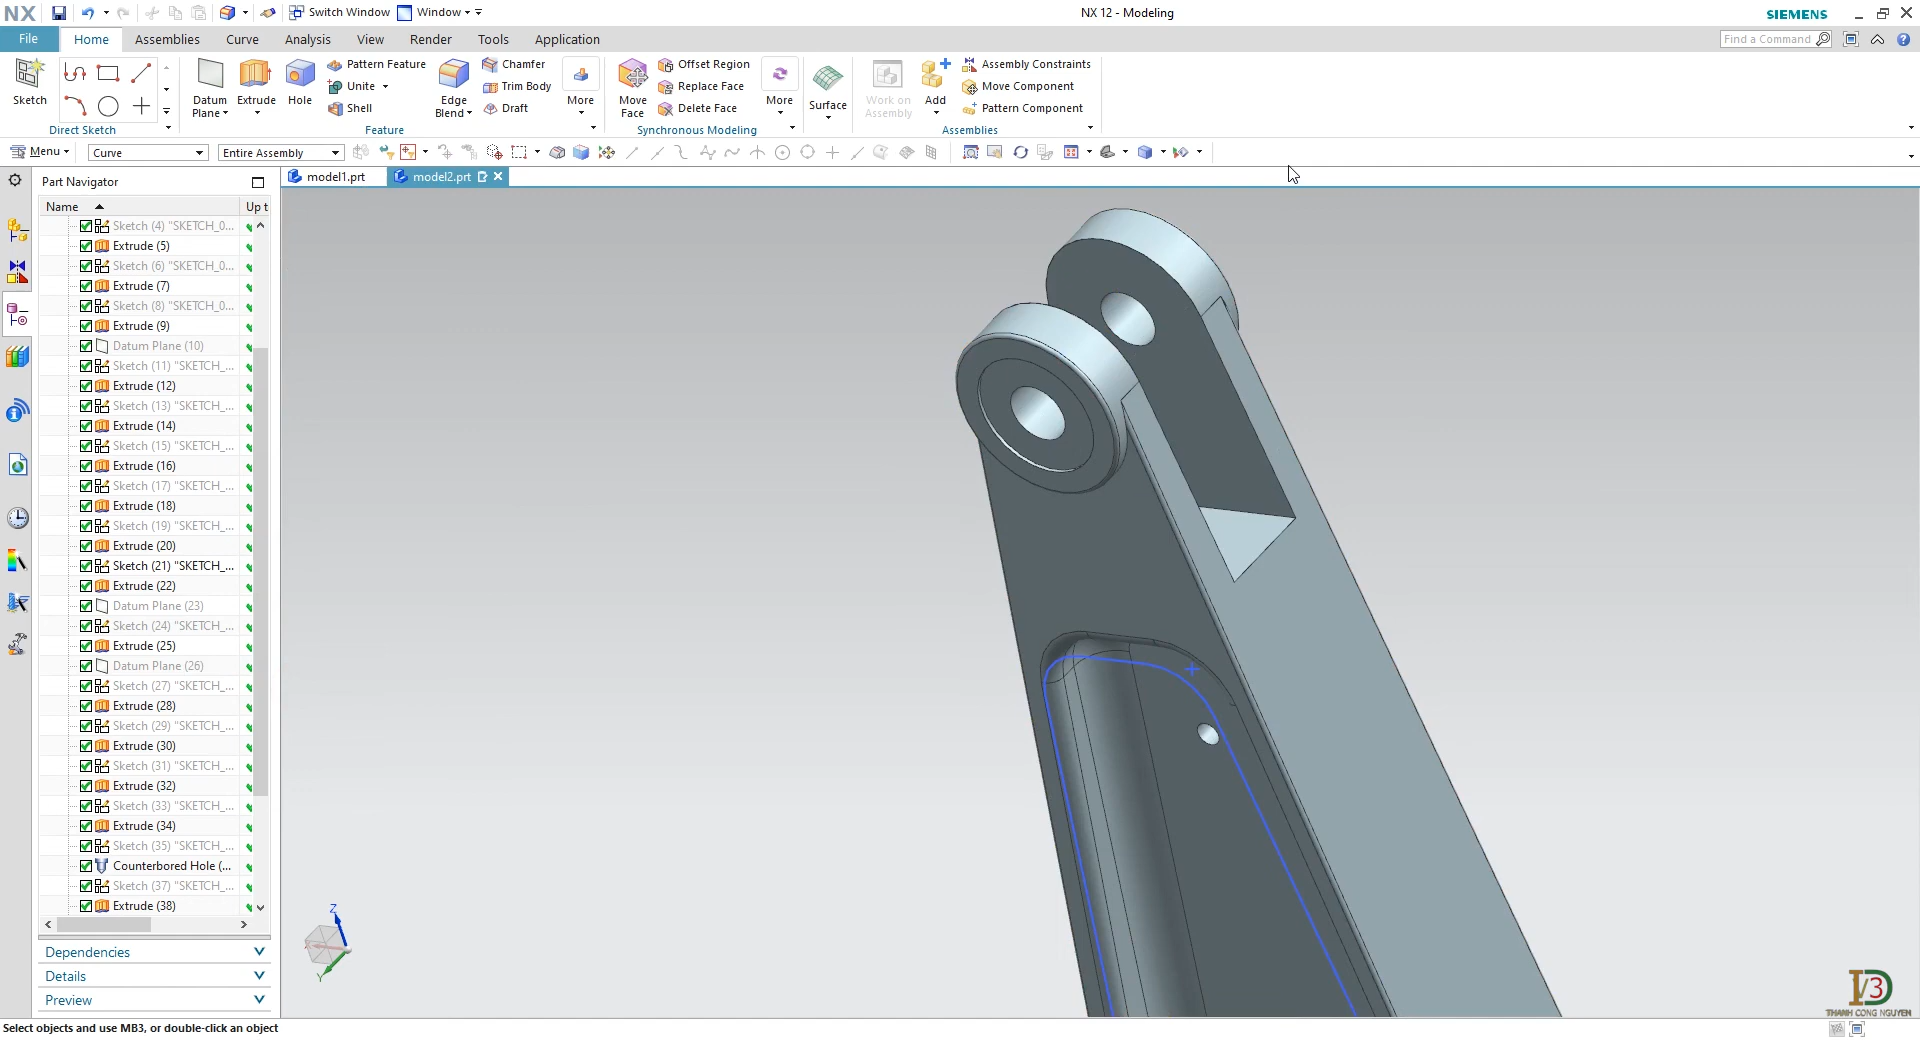 NX
Switch Window
Window
NX 12 - Modeling
SIEMENS
File
Home
Assemblies
Curve
Analysis
View
Render
Tools
Application
Find a Command
Sketch
Direct Sketch
Datum
Plane
Extrude
Hole
Pattern Feature
Unite
Shell
Edge
Blend
Chamfer
Trim Body
Draft
More
Feature
Move
Face
Offset Region
Replace Face
Delete Face
More
Synchronous Modeling
Surface
Work on
Assembly
Add
Assembly Constraints
Move Component
Pattern Component
Assemblies
Menu
Curve
Entire Assembly
Part Navigator
model1.prt
model2.prt
Name
Up t
Sketch (4) "SKETCH_0...
Extrude (5)
Sketch (6) "SKETCH_0...
Extrude (7)
Sketch (8) "SKETCH_0...
Extrude (9)
Datum Plane (10)
Sketch (11) "SKETCH_...
Extrude (12)
Sketch (13) "SKETCH_...
Extrude (14)
Sketch (15) "SKETCH_...
Extrude (16)
Sketch (17) "SKETCH_...
Extrude (18)
Sketch (19) "SKETCH_...
Extrude (20)
Sketch (21) "SKETCH_...
Extrude (22)
Datum Plane (23)
Sketch (24) "SKETCH_...
Extrude (25)
Datum Plane (26)
Sketch (27) "SKETCH_...
Extrude (28)
Sketch (29) "SKETCH_...
Extrude (30)
Sketch (31) "SKETCH_...
Extrude (32)
Sketch (33) "SKETCH_...
Extrude (34)
Sketch (35) "SKETCH_...
Counterbored Hole (...
Sketch (37) "SKETCH_...
Extrude (38)
Z
Y
Dependencies
Details
Preview
Select objects and use MB3, or double-click an object
THANH CONG NGUYEN